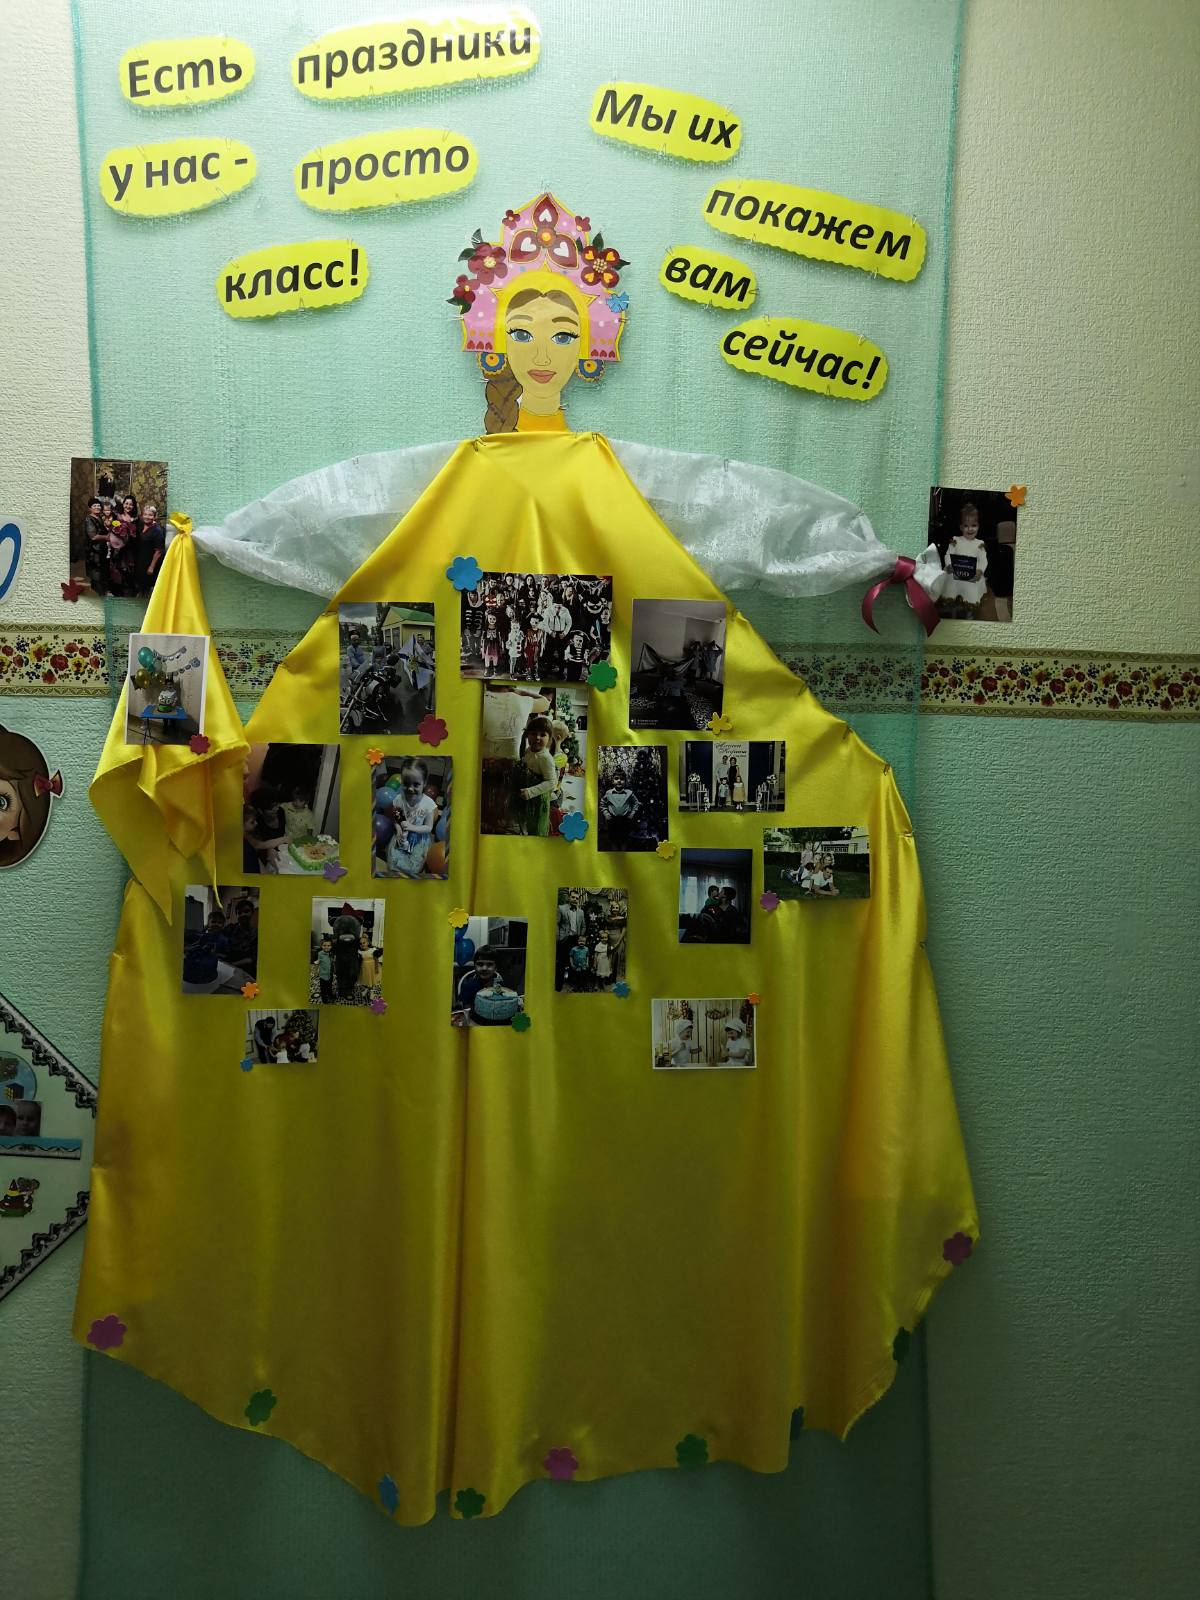 Есть праздники
у нас - просто
класс!
Мы их
покажем
вам
сейчас!